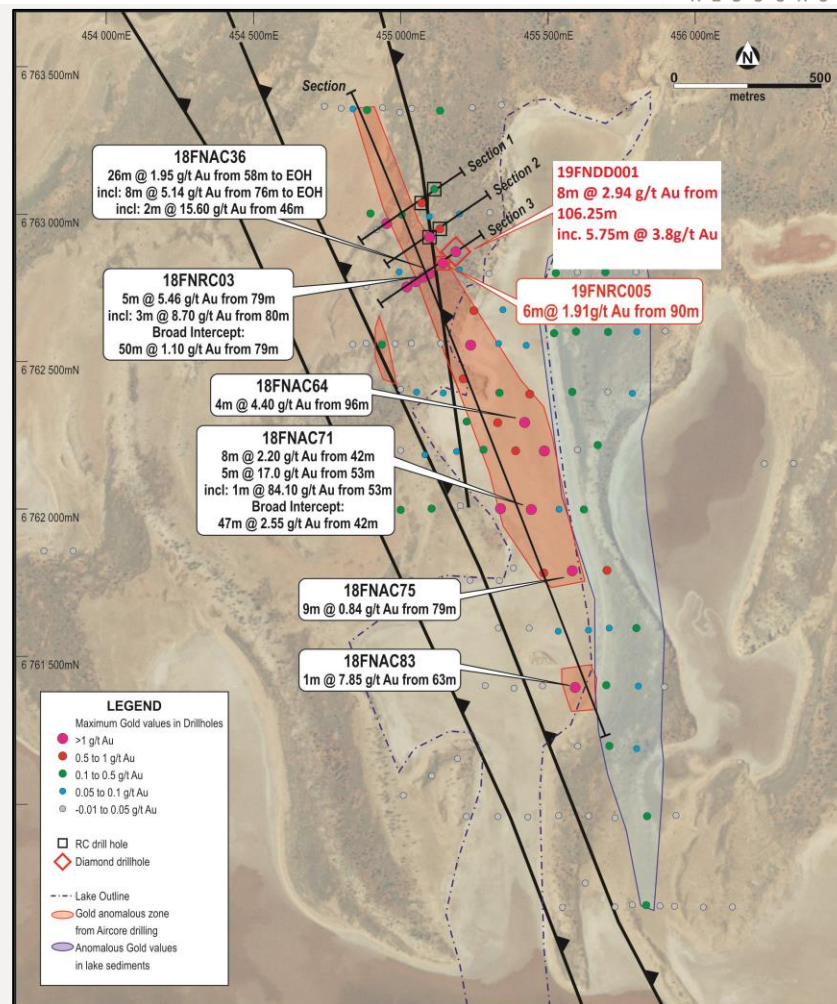 454 000mE
454 500mE
455 000mE
455 500mE
456 000mE
6 763 500mN
6 763 000mN
6 762 500mN
6 762 000mN
6 761 500mN
N
0 500
metres
Section
Section 1
Section 2
Section 3
18FNAC36
26m @ 1.95 g/t Au from 58m to EOH
incl: 8m @ 5.14 g/t Au from 76m to EOH
incl: 2m @ 15.60 g/t Au from 46m
19FNDD001
8m @ 2.94 g/t Au from
106.25m
inc. 5.75m @ 3.8g/t Au
18FNRC03
5m @ 5.46 g/t Au from 79m
incl: 3m @ 8.70 g/t Au from 80m
Broad Intercept:
50m @ 1.10 g/t Au from 79m
19FNRC005
6m@ 1.91g/t Au from 90m
18FNAC64
4m @ 4.40 g/t Au from 96m
18FNAC71
8m @ 2.20 g/t Au from 42m
5m @ 17.0 g/t Au from 53m
incl: 1m @ 84.10 g/t Au from 53m
Broad Intercept:
47m @ 2.55 g/t Au from 42m
18FNAC75
9m @ 0.84 g/t Au from 79m
18FNAC83
1m @ 7.85 g/t Au from 63m
LEGEND
Maximum Gold values in Drillholes
>1 g/t Au
0.5 to 1 g/t Au
0.1 to 0.5 g/t Au
0.05 to 0.1 g/t Au
-0.01 to 0.05 g/t Au
RC drill hole
Diamond drillhole
Lake Outline
Gold anomalous zone
from Aircore drilling
Anomalous Gold values
in lake sediments